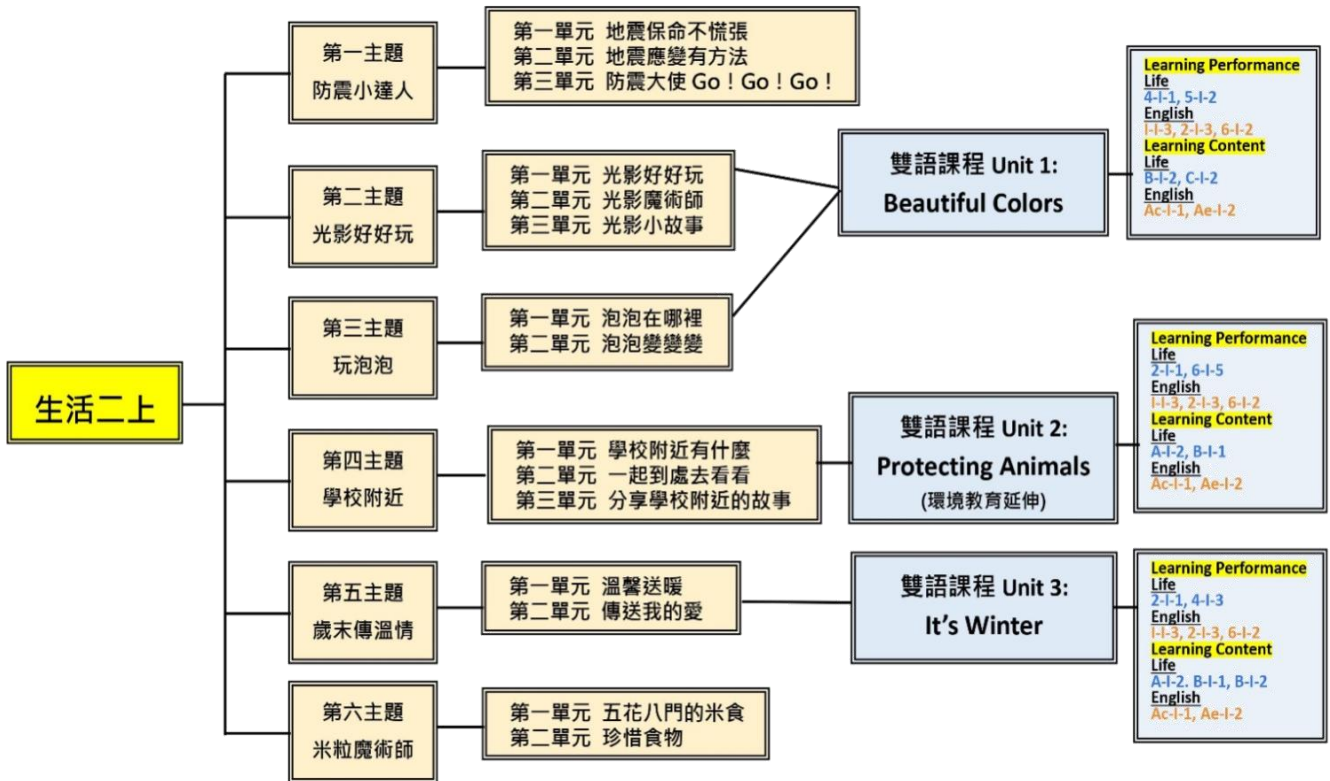 生活二上
第一主題
防震小達人
第一單元 地震保命不慌張
第二單元 地震應變有方法
第三單元 防震大使 Go！Go！Go！
第二主題
光影好好玩
第一單元 光影好好玩
第二單元 光影魔術師
第三單元 光影小故事
第三主題
玩泡泡
第一單元 泡泡在哪裡
第二單元 泡泡變變變
雙語課程 Unit 1:
Beautiful Colors
Learning Performance
Life
4-I-1, 5-I-2
English
I-I-3, 2-I-3, 6-I-2
Learning Content
Life
B-I-2, C-I-2
English
Ac-I-1, Ae-I-2
第四主題
學校附近
第一單元 學校附近有什麼
第二單元 一起到處去看看
第三單元 分享學校附近的故事
雙語課程 Unit 2:
Protecting Animals
(環境教育延伸)
Learning Performance
Life
2-I-1, 6-I-5
English
I-I-3, 2-I-3, 6-I-2
Learning Content
Life
A-I-2, B-I-1
English
Ac-I-1, Ae-I-2
第五主題
歲末傳溫情
第一單元 溫馨送暖
第二單元 傳送我的愛
雙語課程 Unit 3:
It’s Winter
Learning Performance
Life
2-I-1, 4-I-3
English
I-I-3, 2-I-3, 6-I-2
Learning Content
Life
A-I-2. B-I-1, B-I-2
English
Ac-I-1, Ae-I-2
第六主題
米粒魔術師
第一單元 五花八門的米食
第二單元 珍惜食物